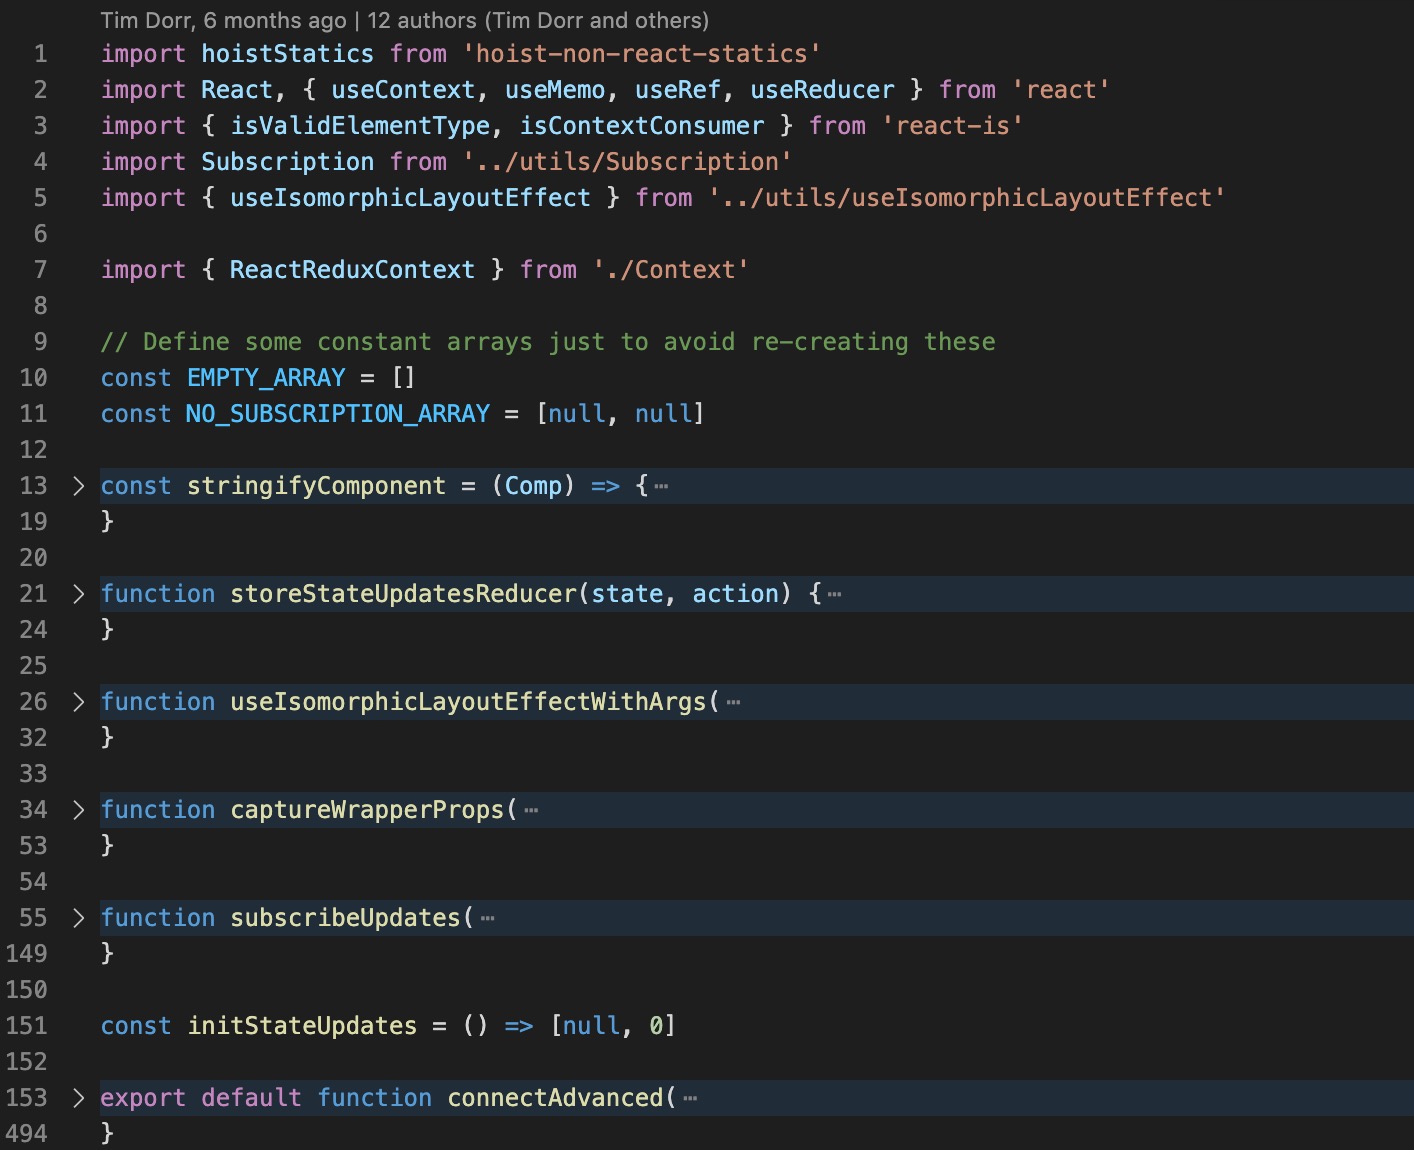 Tim Dorr, 6 months ago | 12 authors (Tim Dorr and others)
1 import hoistStatics from 'hoist-non-react-statics'
2 import React, { useContext, useMemo, useRef, useReducer } from 'react'
3 import { isValidElementType, isContextConsumer } from 'react-is'
4 import Subscription from '../utils/Subscription'
5 import { useIsomorphicLayoutEffect } from '../utils/useIsomorphicLayoutEffect'
6
7 import { ReactReduxContext } from './Context'
8
9 // Define some constant arrays just to avoid re-creating these
10 const EMPTY_ARRAY = []
11 const NO_SUBSCRIPTION_ARRAY = [null, null]
12
13 > const stringifyComponent = (Comp) => {…
19 }
20
21 > function storeStateUpdatesReducer(state, action) {…
24 }
25
26 > function useIsomorphicLayoutEffectWithArgs(…
32 }
33
34 > function captureWrapperProps(…
53 }
54
55 > function subscribeUpdates(…
149 }
150
151 const initStateUpdates = () => [null, 0]
152
153 > export default function connectAdvanced(…
494 }